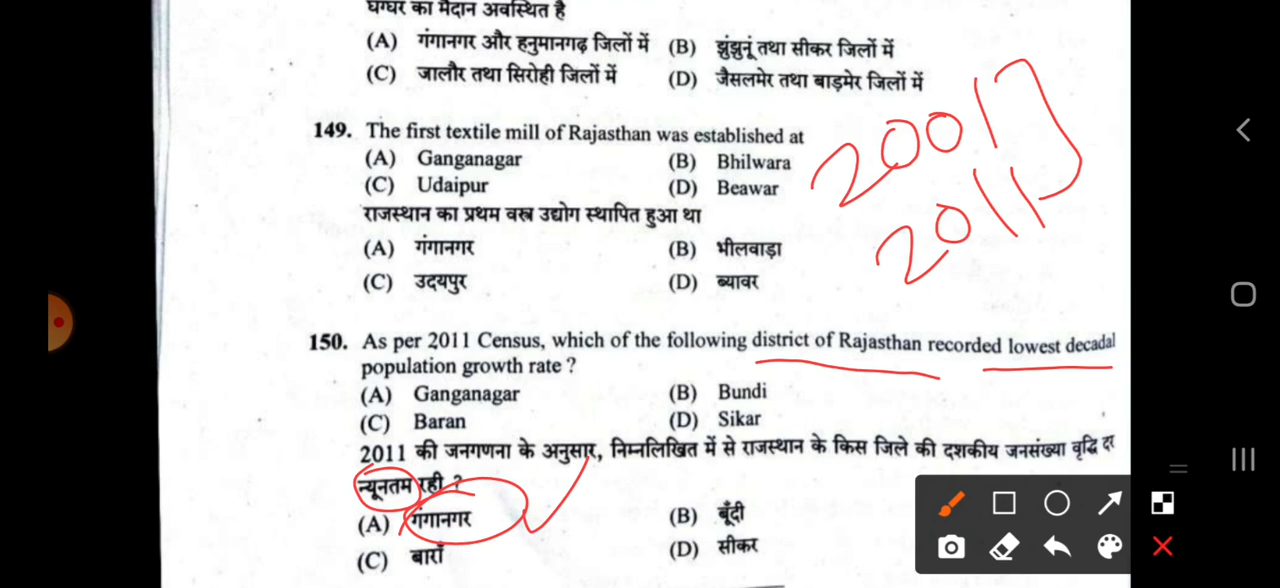 घग्घर का मैदान अवस्थित है
(A) गंगानगर और हनुमानगढ़ जिलों में (B) झुंझुनूं तथा सीकर जिलों में
(C) जालौर तथा सिरोही जिलों में (D) जैसलमेर तथा बाड़मेर जिलों में
2001
149. The first textile mill of Rajasthan was established at
(A) Ganganagar (B) Bhilwara
(C) Udaipur (D) Beawar
2011
राजस्थान का प्रथम वस्त्र उद्योग स्थापित हुआ था
(A) गंगानगर (B) भीलवाड़ा
(C) उदयपुर (D) ब्यावर
150. As per 2011 Census, which of the following district of Rajasthan recorded lowest decadal
population growth rate ?
(A) Ganganagar (B) Bundi
(C) Baran (D) Sikar
2011 की जनगणना के अनुसार, निम्नलिखित में से राजस्थान के किस जिले की दशकीय जनसंख्या वृद्धि दर
न्यूनतम रही ?
(A) गंगानगर (B) बूँदी
(C) बाराँ (D) सीकर